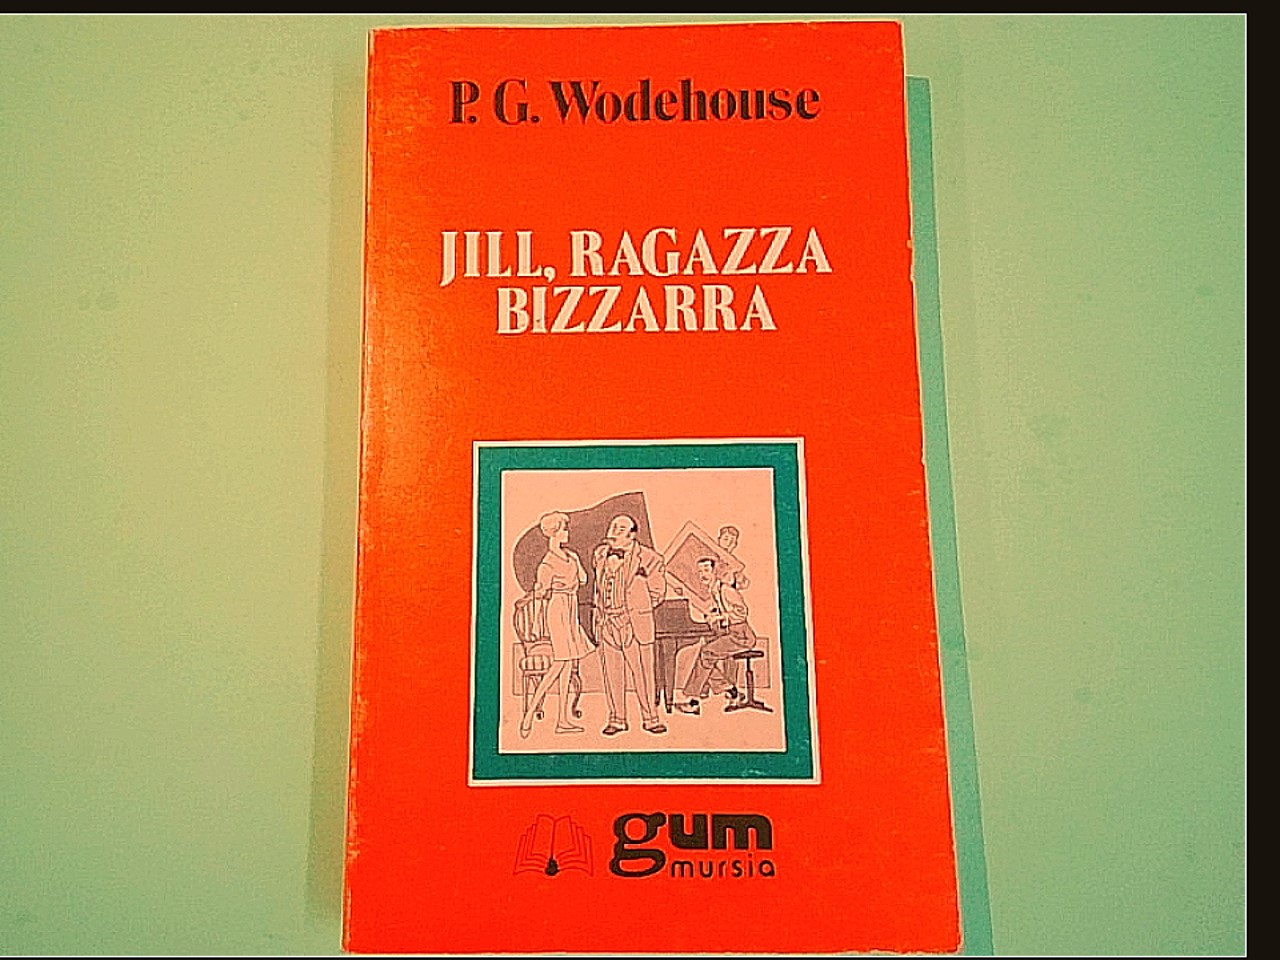 P. G. Wodehouse
JILL, RAGAZZA
BIZZARRA
gum
mursia